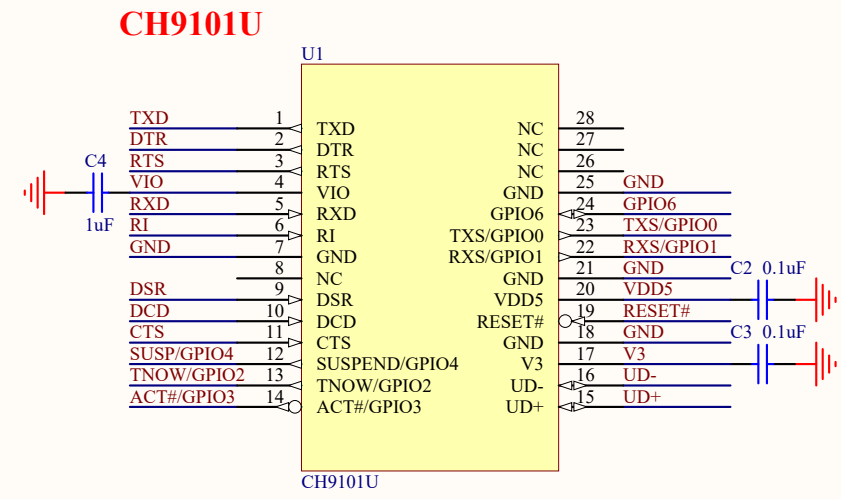 CH9101U
U1
TXD 1 TXD NC 28
DTR 2 DTR NC 27
C4 RTS 3 RTS NC 26
VIO 4 VIO GND 25 GND
1uF RXD 5 RXD GPIO6 24 GPIO6
RI 6 RI TXS/GPIO0 23 TXS/GPIO0
GND 7 GND RXS/GPIO1 22 RXS/GPIO1
8 NC GND 21 GND C2 0.1uF
DSR 9 DSR VDD5 20 VDD5
DCD 10 DCD RESET# 19 RESET#
CTS 11 CTS GND 18 GND C3 0.1uF
SUSP/GPIO4 12 SUSPEND/GPIO4 V3 17 V3
TNOW/GPIO2 13 TNOW/GPIO2 UD- 16 UD-
ACT#/GPIO3 14 ACT#/GPIO3 UD+ 15 UD+
CH9101U